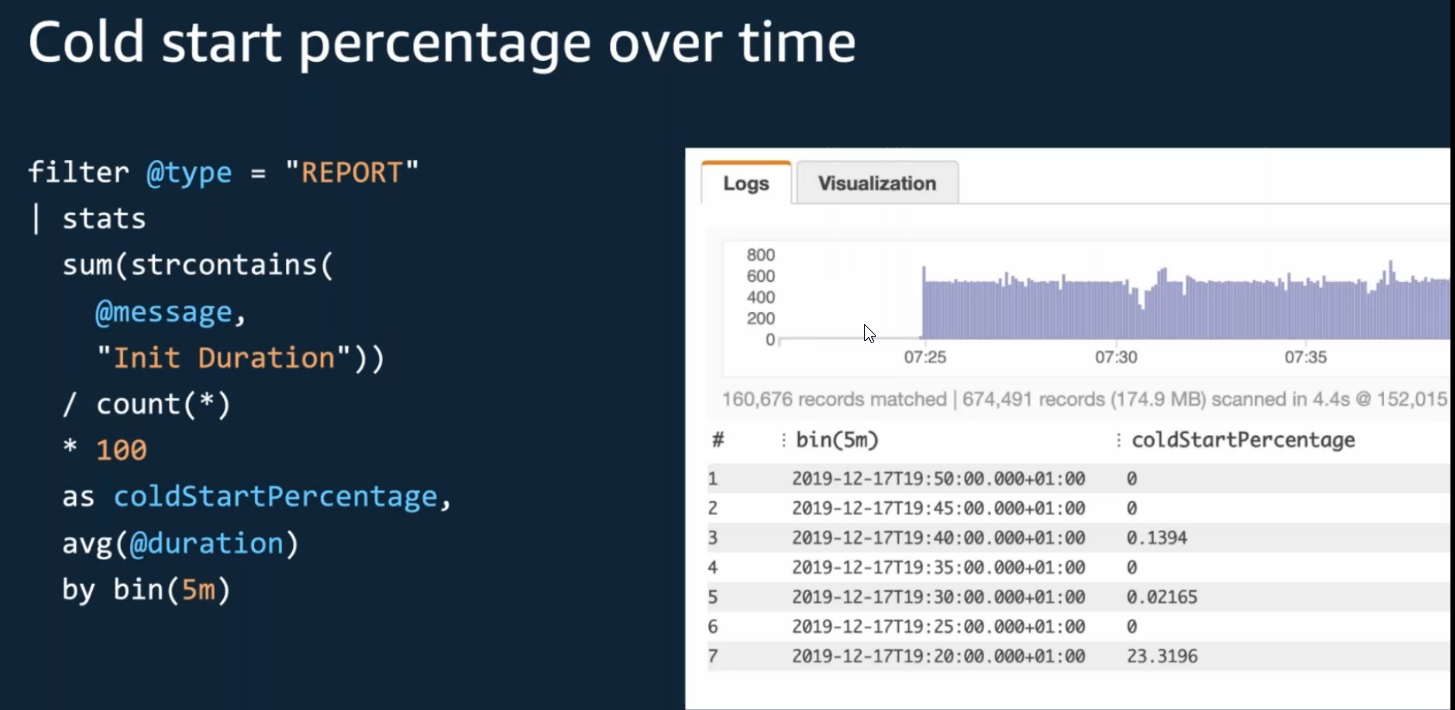 Cold start percentage over time
filter @type = "REPORT"
| stats
sum(strcontains(
@message,
"Init Duration"))
/ count(*)
* 100
as coldStartPercentage,
avg(@duration)
by bin(5m)
Logs Visualization
800
600
400
200
0
07:25 07:30 07:35
160,676 records matched | 674,491 records (174.9 MB) scanned in 4.4s @ 152,015
# : bin(5m) : coldStartPercentage
1 2019-12-17T19:50:00.000+01:00 0
2 2019-12-17T19:45:00.000+01:00 0
3 2019-12-17T19:40:00.000+01:00 0.1394
4 2019-12-17T19:35:00.000+01:00 0
5 2019-12-17T19:30:00.000+01:00 0.02165
6 2019-12-17T19:25:00.000+01:00 0
7 2019-12-17T19:20:00.000+01:00 23.3196